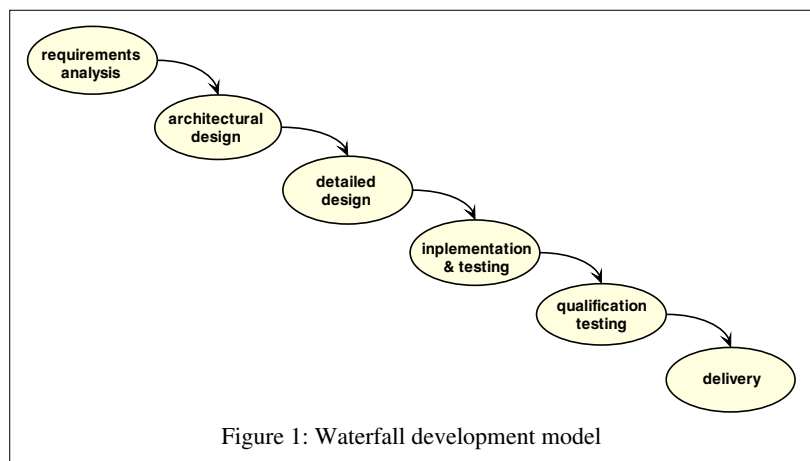 requirements
analysis
architectural
design
detailed
design
inplementation
& testing
qualification
testing
delivery
Figure 1: Waterfall development model